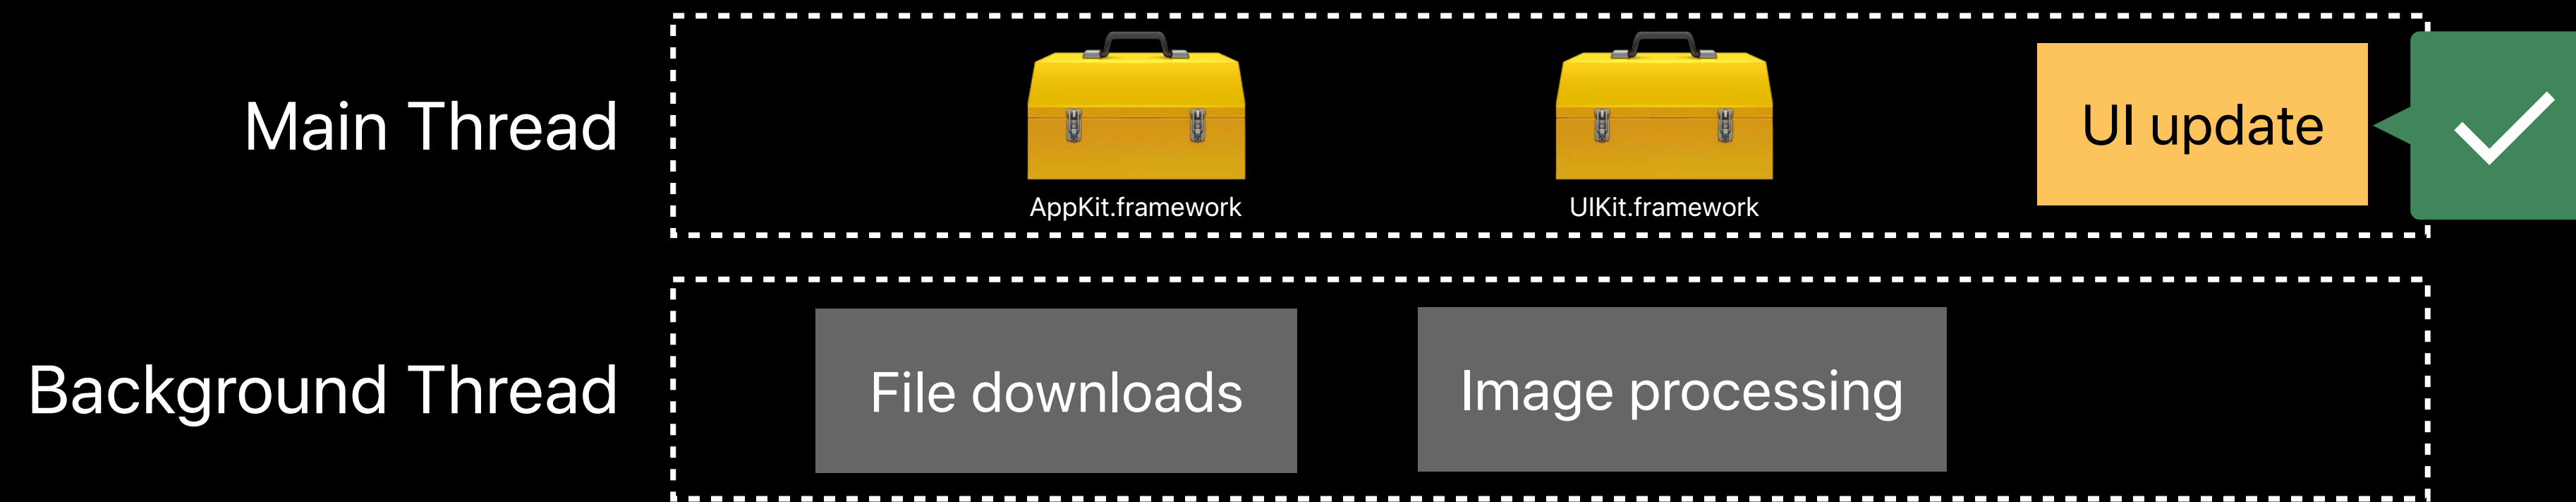 Main Thread
AppKit.framework
UIKit.framework
UI update
Background Thread
File downloads
Image processing